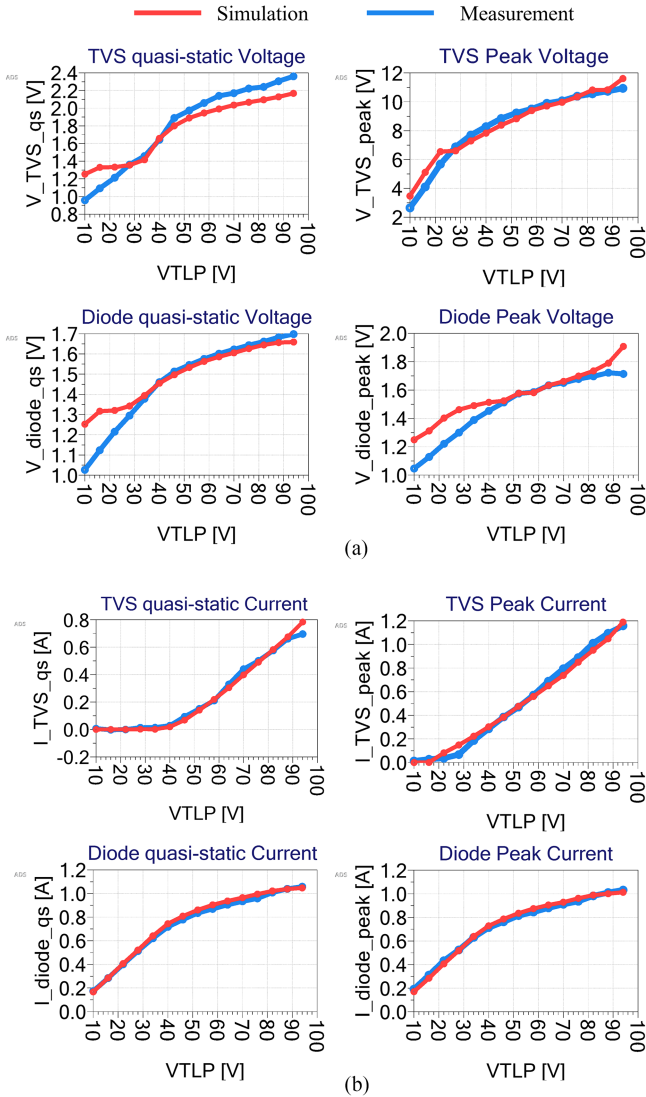 Simulation Measurement
ADS TVS quasi-static Voltage
V_TVS_qs [V]
2.4
2.2
2.0
1.8
1.6
1.4
1.2
1.0
0.8
10 20 30 40 50 60 70 80 90 100
VTLP [V]
ADS TVS Peak Voltage
V_TVS_peak [V]
12
10
8
6
4
2
10 20 30 40 50 60 70 80 90 100
VTLP [V]
ADS Diode quasi-static Voltage
V_diode_qs [V]
1.7
1.6
1.5
1.4
1.3
1.2
1.1
1.0
10 20 30 40 50 60 70 80 90 100
VTLP [V]
ADS Diode Peak Voltage
V_diode_peak [V]
2.0
1.8
1.6
1.4
1.2
1.0
10 20 30 40 50 60 70 80 90 100
VTLP [V]
(a)
ADS TVS quasi-static Current
I_TVS_qs [A]
0.8
0.6
0.4
0.2
0.0
-0.2
10 20 30 40 50 60 70 80 90 100
VTLP [V]
ADS TVS Peak Current
I_TVS_peak [A]
1.2
1.0
0.8
0.6
0.4
0.2
0.0
10 20 30 40 50 60 70 80 90 100
VTLP [V]
ADS Diode quasi-static Current
I_diode_qs [A]
1.2
1.0
0.8
0.6
0.4
0.2
0.0
10 20 30 40 50 60 70 80 90 100
VTLP [V]
ADS Diode Peak Current
I_diode_peak [A]
1.2
1.0
0.8
0.6
0.4
0.2
0.0
10 20 30 40 50 60 70 80 90 100
VTLP [V]
(b)